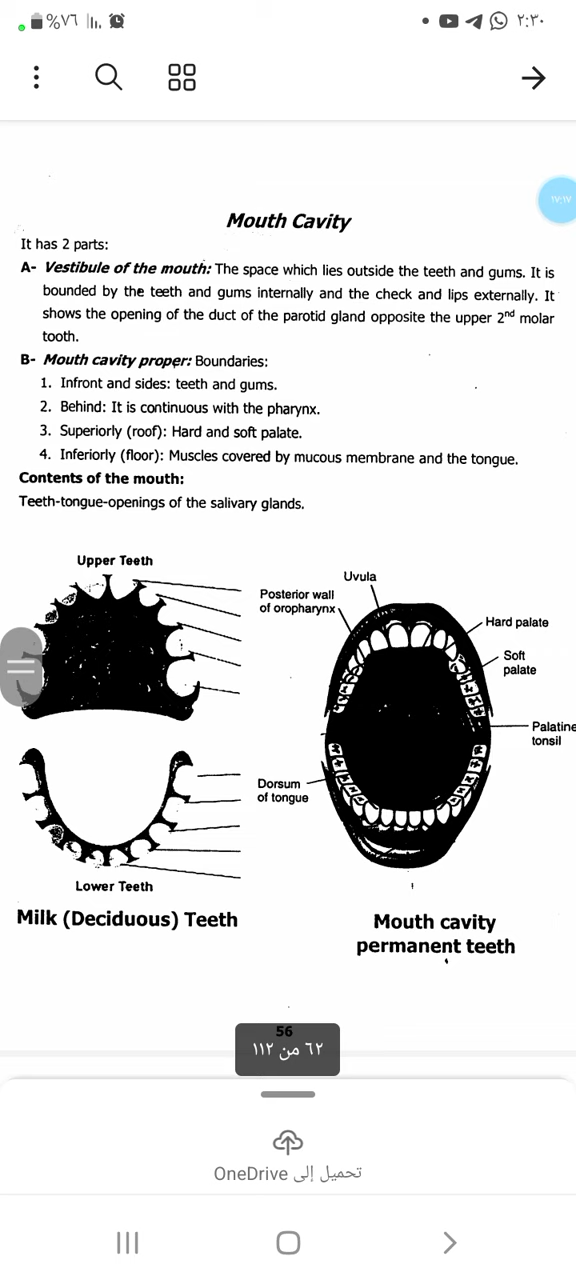 %٧٦
٢:٣٠
١٧:١٧
Mouth Cavity
It has 2 parts:
A- Vestibule of the mouth: The space which lies outside the teeth and gums. It is
bounded by the teeth and gums internally and the check and lips externally. It
shows the opening of the duct of the parotid gland opposite the upper 2nd molar
tooth.
B- Mouth cavity proper: Boundaries:
1. Infront and sides: teeth and gums.
2. Behind: It is continuous with the pharynx.
3. Superiorly (roof): Hard and soft palate.
4. Inferiorly (floor): Muscles covered by mucous membrane and the tongue.
Contents of the mouth:
Teeth-tongue-openings of the salivary glands.
Upper Teeth
Uvula
Posterior wall
of oropharynx
Hard palate
Soft
palate
Palatine
tonsil
Dorsum
of tongue
Lower Teeth
Milk (Deciduous) Teeth
Mouth cavity
permanent teeth
56
٦٢ من ١١٢
تحميل إلى OneDrive